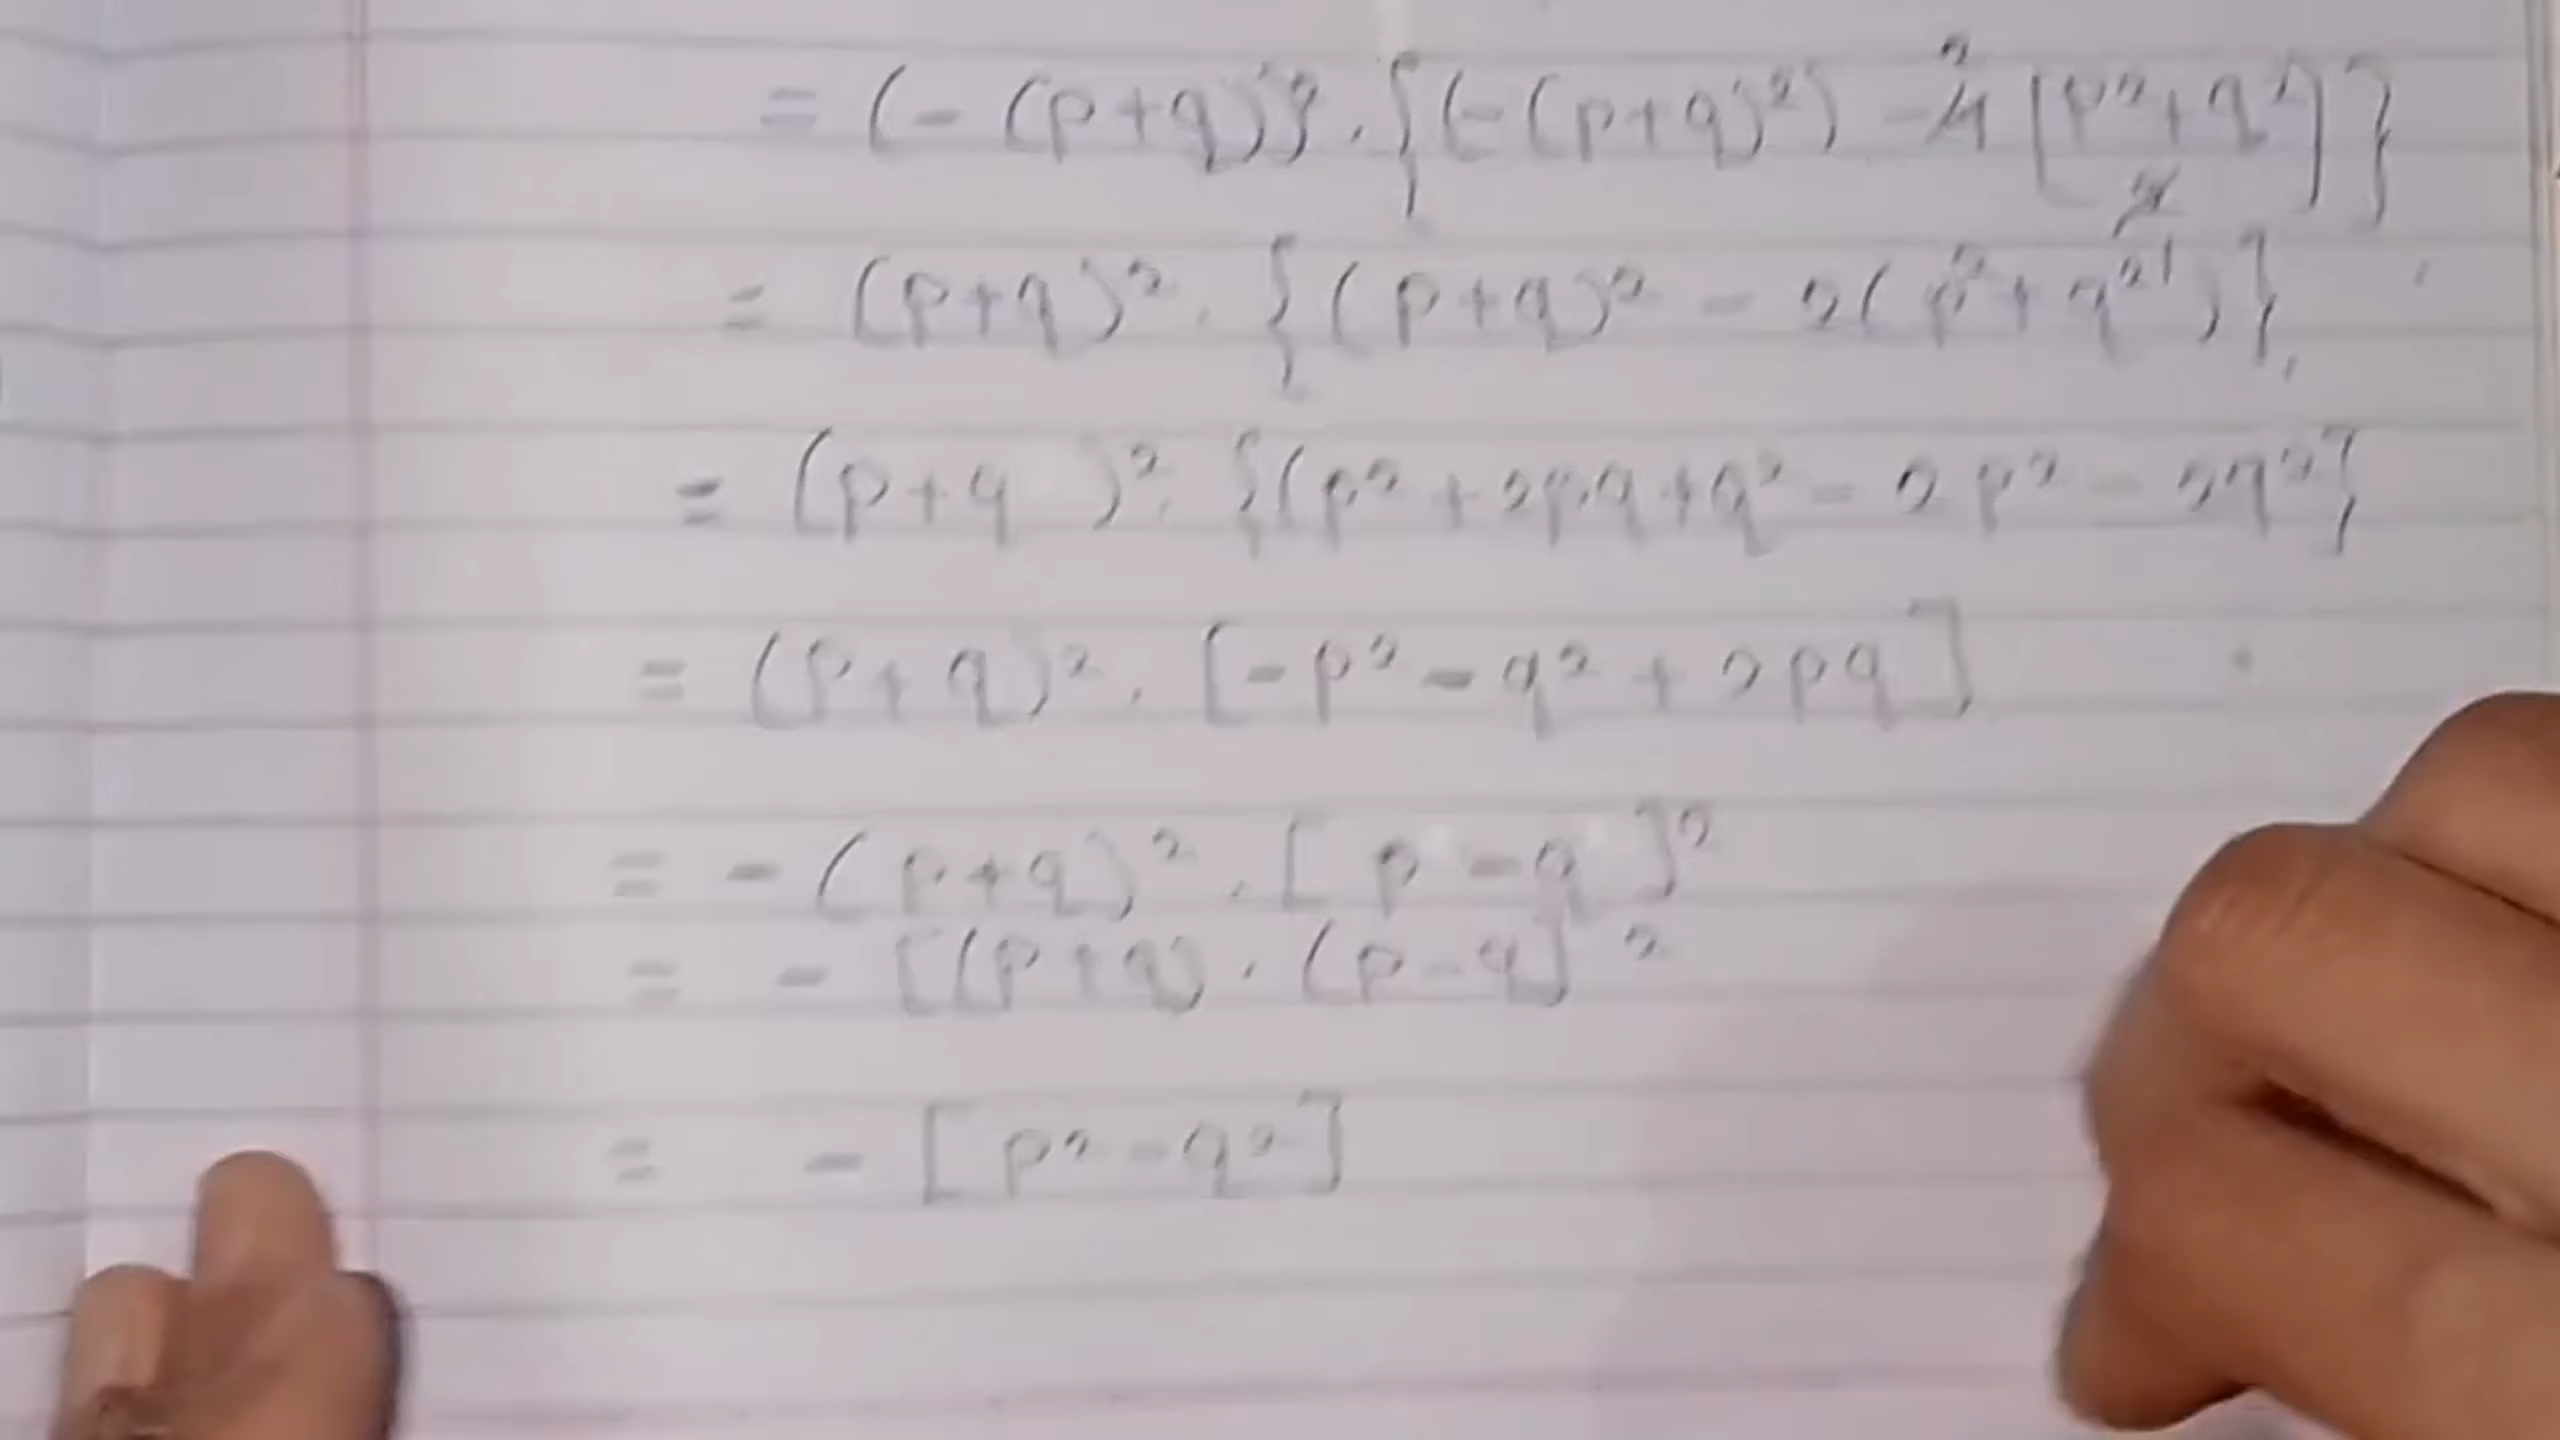 = (-(p+q))². {(-(p+q)²) - 4² [p²+q²]/2}
= (p+q)². {(p+q)² - 2(p²+q²)}
= (p+q)². {(p²+2pq+q² - 2p² - 2q²}
= (p+q)². [-p² - q² + 2pq]
= - (p+q)². [p - q]²
= - [(p+q). (p-q]²
= - [p² - q²]